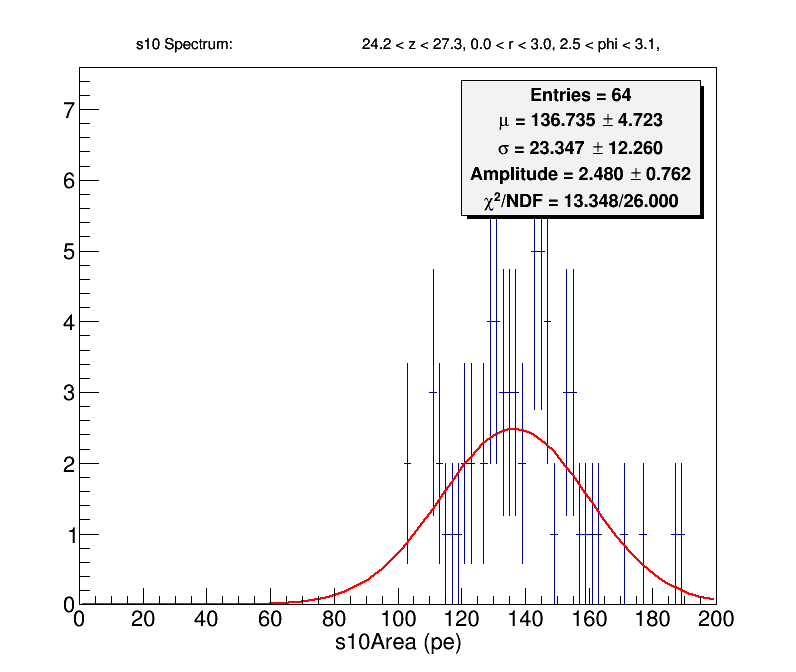 s10 Spectrum: 24.2 < z < 27.3, 0.0 < r < 3.0, 2.5 < phi < 3.1,
Entries = 64
μ = 136.735 ± 4.723
σ = 23.347 ± 12.260
Amplitude = 2.480 ± 0.762
χ²/NDF = 13.348/26.000
7
6
5
4
3
2
1
0
0 20 40 60 80 100 120 140 160 180 200
s10Area (pe)